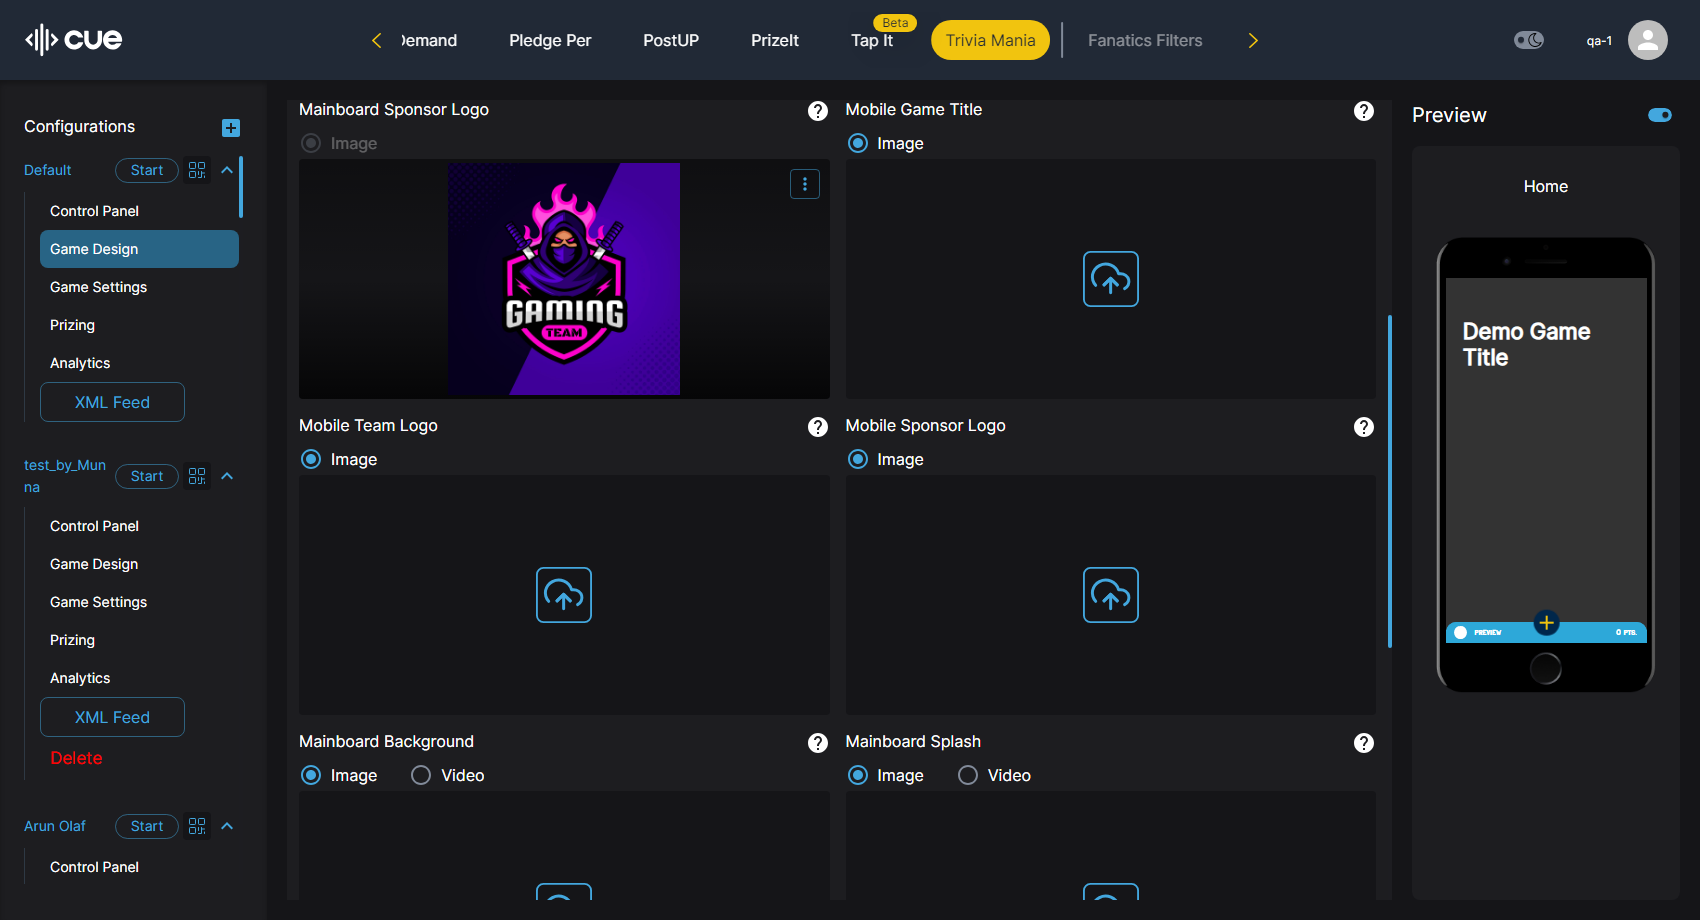 cue
Demand
Pledge Per
PostUP
PrizeIt
Tap It
Beta
Trivia Mania
Fanatics Filters
qa-1
Configurations
Default
Start
Control Panel
Game Design
Game Settings
Prizing
Analytics
XML Feed
test_by_Mun
na
Start
Control Panel
Game Design
Game Settings
Prizing
Analytics
XML Feed
Delete
Arun Olaf
Start
Control Panel
Mainboard Sponsor Logo
?
Image
GAMING
TEAM
Mobile Game Title
?
Image
Mobile Team Logo
?
Image
Mobile Sponsor Logo
?
Image
Mainboard Background
?
Image
Video
Mainboard Splash
?
Image
Video
Preview
Home
Demo Game
Title
PREVIEW
0 PTS.